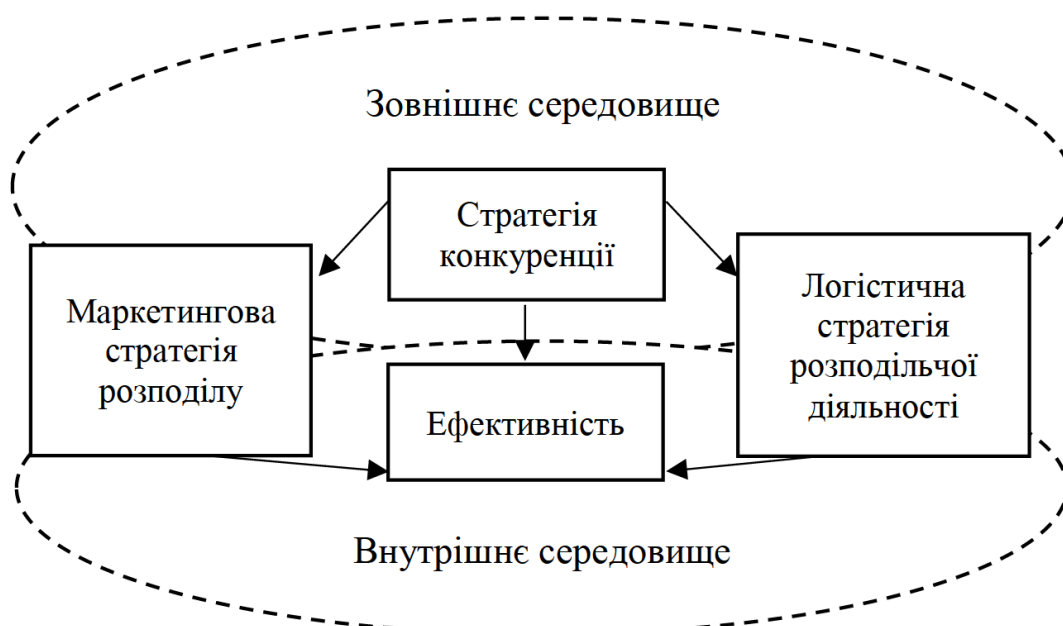 Зовнішнє середовище
Стратегія
конкуренції
Маркетингова
стратегія
розподілу
Логістична
стратегія
розподільчої
діяльності
Ефективність
Внутрішнє середовище